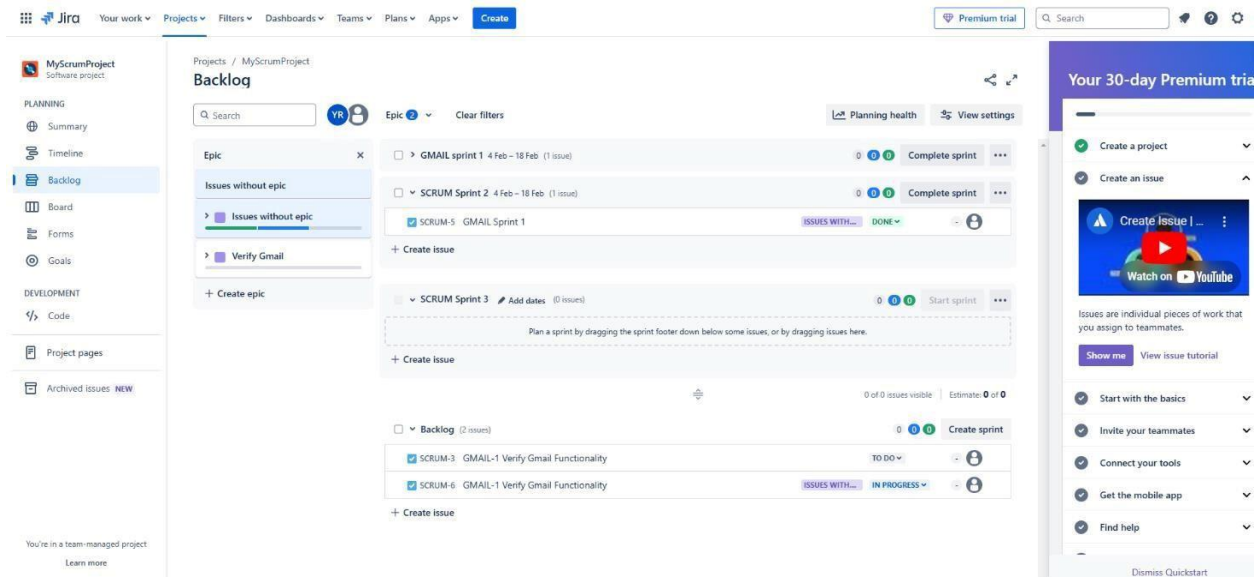 Jira
Your work Projects Filters Dashboards Teams Plans Apps Create Premium trial Search
MyScrumProject
Software project
PLANNING
Summary
Timeline
Backlog
Board
Forms
Goals
DEVELOPMENT
Code
Project pages
Archived issues NEW
You're in a team-managed project
Learn more
Projects / MyScrumProject
Backlog
Search YR Epic 2 Clear filters Planning health View settings
Epic
Issues without epic
Issues without epic
Verify Gmail
+ Create epic
GMAIL sprint 1 4 Feb – 18 Feb (1 issue) 0 0 0 Complete sprint
SCRUM Sprint 2 4 Feb – 18 Feb (1 issue) 0 0 0 Complete sprint
SCRUM-5 GMAIL Sprint 1 ISSUES WITH... DONE -
+ Create issue
SCRUM Sprint 3 Add dates (0 issues) 0 0 0 Start sprint
Plan a sprint by dragging the sprint footer down below some issues, or by dragging issues here.
+ Create issue
0 of 0 issues visible Estimate: 0 of 0
Backlog (2 issues) 0 0 0 Create sprint
SCRUM-3 GMAIL-1 Verify Gmail Functionality TO DO -
SCRUM-6 GMAIL-1 Verify Gmail Functionality ISSUES WITH... IN PROGRESS -
+ Create issue
Your 30-day Premium tria
Create a project
Create an issue
Create Issue | ...
Watch on YouTube
Issues are individual pieces of work that
you assign to teammates.
Show me View issue tutorial
Start with the basics
Invite your teammates
Connect your tools
Get the mobile app
Find help
Dismiss Quickstart